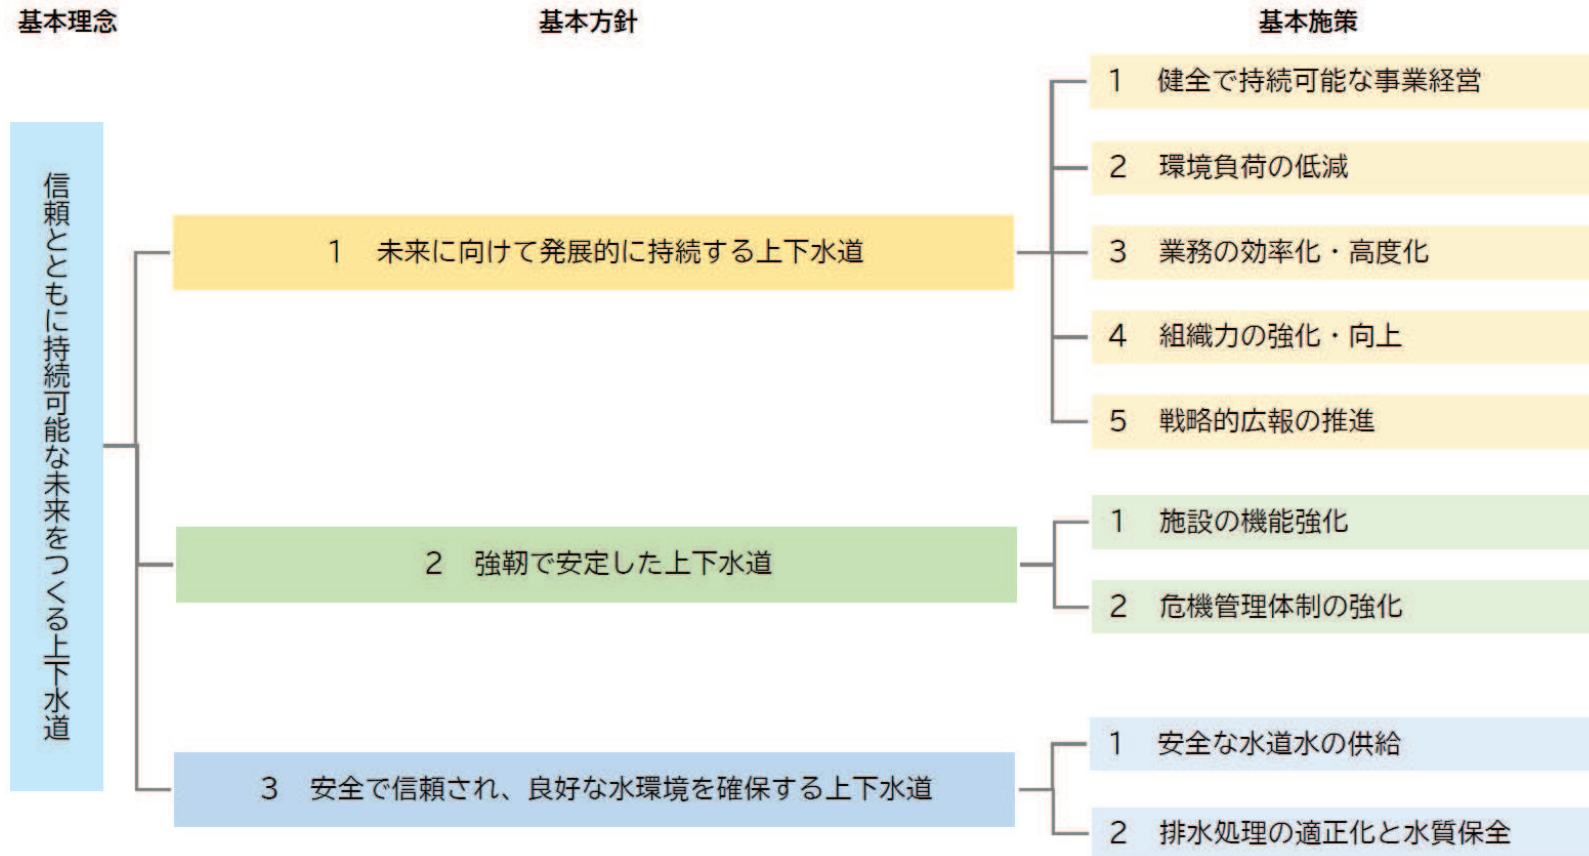 基本理念
基本方針
基本施策
信頼とともに持続可能な未来をつくる上下水道
1 未来に向けて発展的に持続する上下水道
1 健全で持続可能な事業経営
2 環境負荷の低減
3 業務の効率化・高度化
4 組織力の強化・向上
5 戦略的広報の推進
2 強靭で安定した上下水道
1 施設の機能強化
2 危機管理体制の強化
3 安全で信頼され、良好な水環境を確保する上下水道
1 安全な水道水の供給
2 排水処理の適正化と水質保全